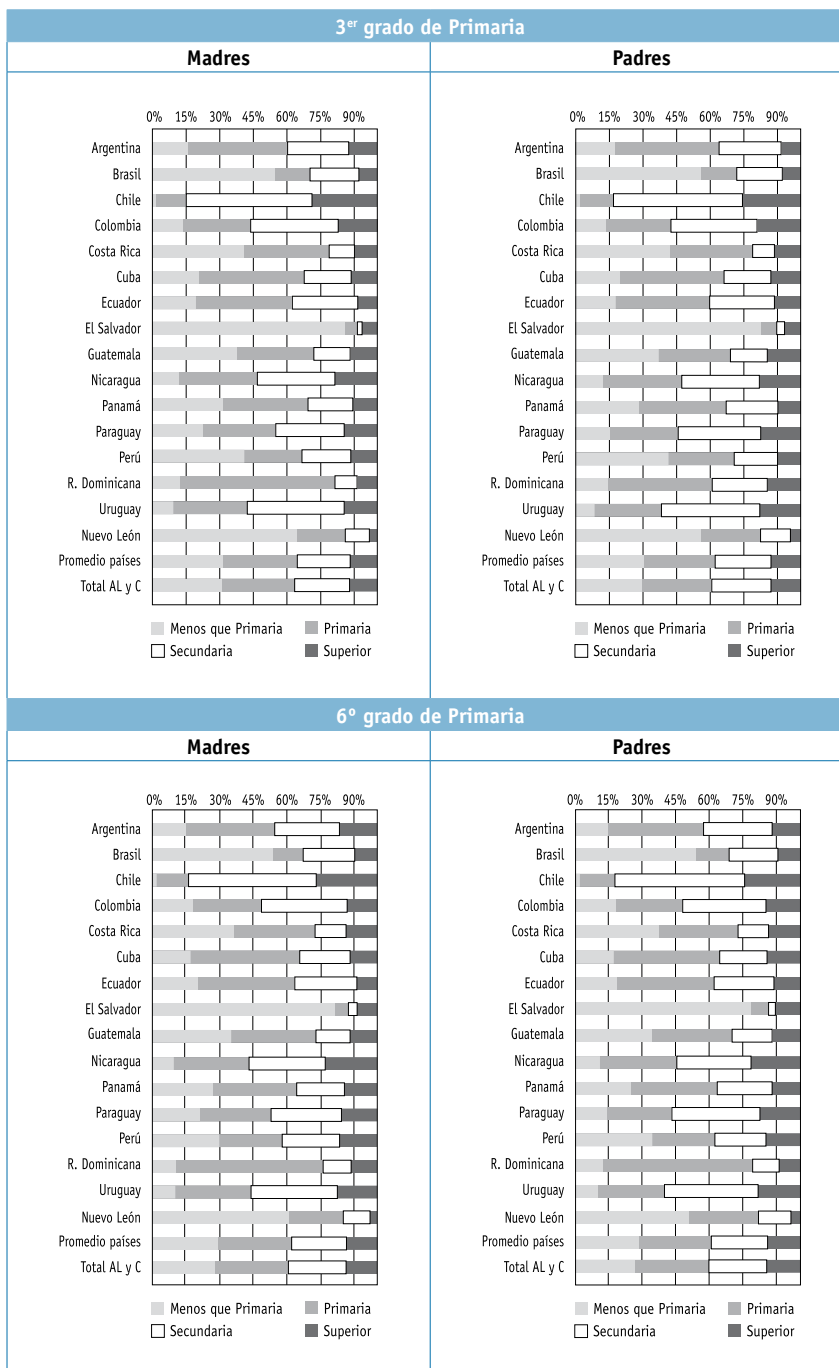 3er grado de Primaria
Madres
Padres
0% 15% 30% 45% 60% 75% 90%
Argentina
Brasil
Chile
Colombia
Costa Rica
Cuba
Ecuador
El Salvador
Guatemala
Nicaragua
Panamá
Paraguay
Perú
R. Dominicana
Uruguay
Nuevo León
Promedio países
Total AL y C
Menos que Primaria Primaria
Secundaria Superior
0% 15% 30% 45% 60% 75% 90%
Argentina
Brasil
Chile
Colombia
Costa Rica
Cuba
Ecuador
El Salvador
Guatemala
Nicaragua
Panamá
Paraguay
Perú
R. Dominicana
Uruguay
Nuevo León
Promedio países
Total AL y C
Menos que Primaria Primaria
Secundaria Superior
6º grado de Primaria
Madres
Padres
0% 15% 30% 45% 60% 75% 90%
Argentina
Brasil
Chile
Colombia
Costa Rica
Cuba
Ecuador
El Salvador
Guatemala
Nicaragua
Panamá
Paraguay
Perú
R. Dominicana
Uruguay
Nuevo León
Promedio países
Total AL y C
Menos que Primaria Primaria
Secundaria Superior
0% 15% 30% 45% 60% 75% 90%
Argentina
Brasil
Chile
Colombia
Costa Rica
Cuba
Ecuador
El Salvador
Guatemala
Nicaragua
Panamá
Paraguay
Perú
R. Dominicana
Uruguay
Nuevo León
Promedio países
Total AL y C
Menos que Primaria Primaria
Secundaria Superior